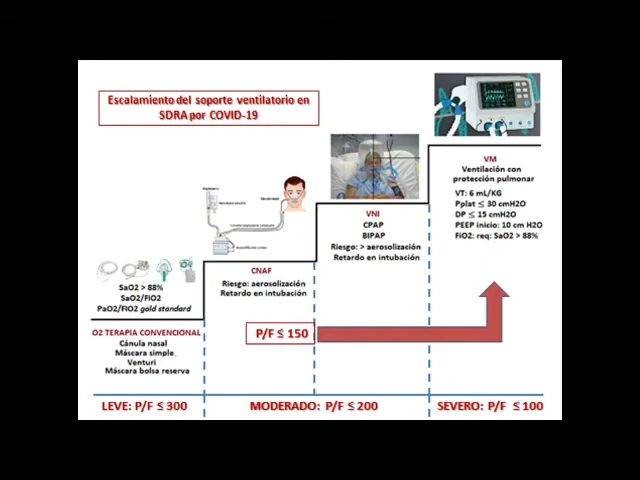 Escalamiento del soporte ventilatorio en
SDRA por COVID-19
VM
Ventilación con
protección pulmonar
VT: 6 mL/KG
Pplat ≤ 30 cmH2O
DP ≤ 15 cmH2O
PEEP inicio: 10 cm H2O
FiO2: req: SaO2 > 88%
VNI
CPAP
BIPAP
Riesgo: > aerosolización
Retardo en intubación
CNAF
Riesgo: aerosolización
Retardo en intubación
SaO2 > 88%
SaO2/FIO2
PaO2/FIO2 gold standard
O2 TERAPIA CONVENCIONAL
Cánula nasal
Máscara simple
Venturi
Máscara bolsa reserva
P/F ≤ 150
LEVE: P/F ≤ 300
MODERADO: P/F ≤ 200
SEVERO: P/F ≤ 100